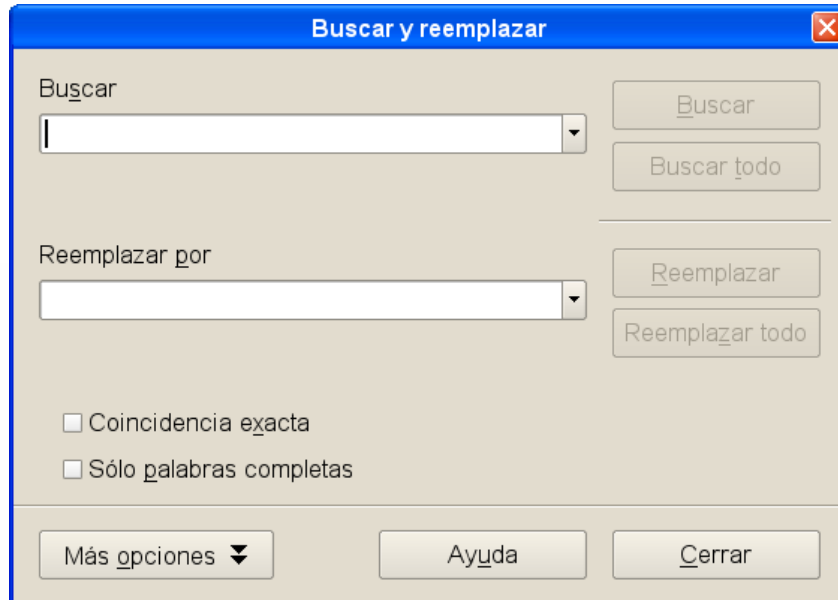 Buscar y reemplazar
Buscar
Buscar
Buscar todo
Reemplazar por
Reemplazar
Reemplazar todo
Coincidencia exacta
Sólo palabras completas
Más opciones
Ayuda
Cerrar